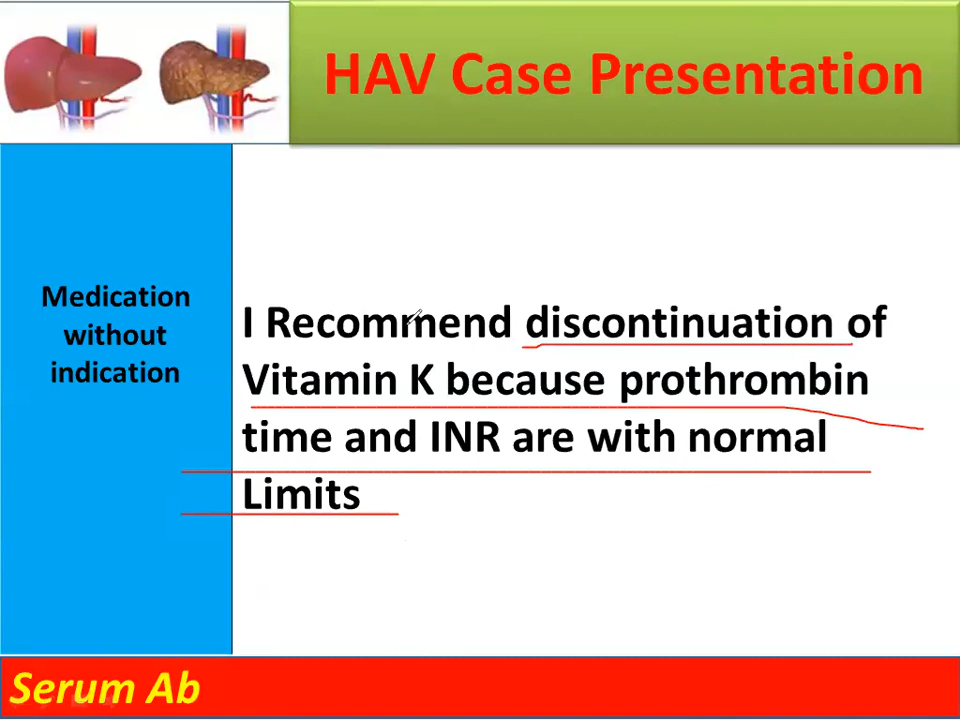 HAV Case Presentation
Medication
without
indication
I Recommend discontinuation of
Vitamin K because prothrombin
time and INR are with normal
Limits
Serum Ab